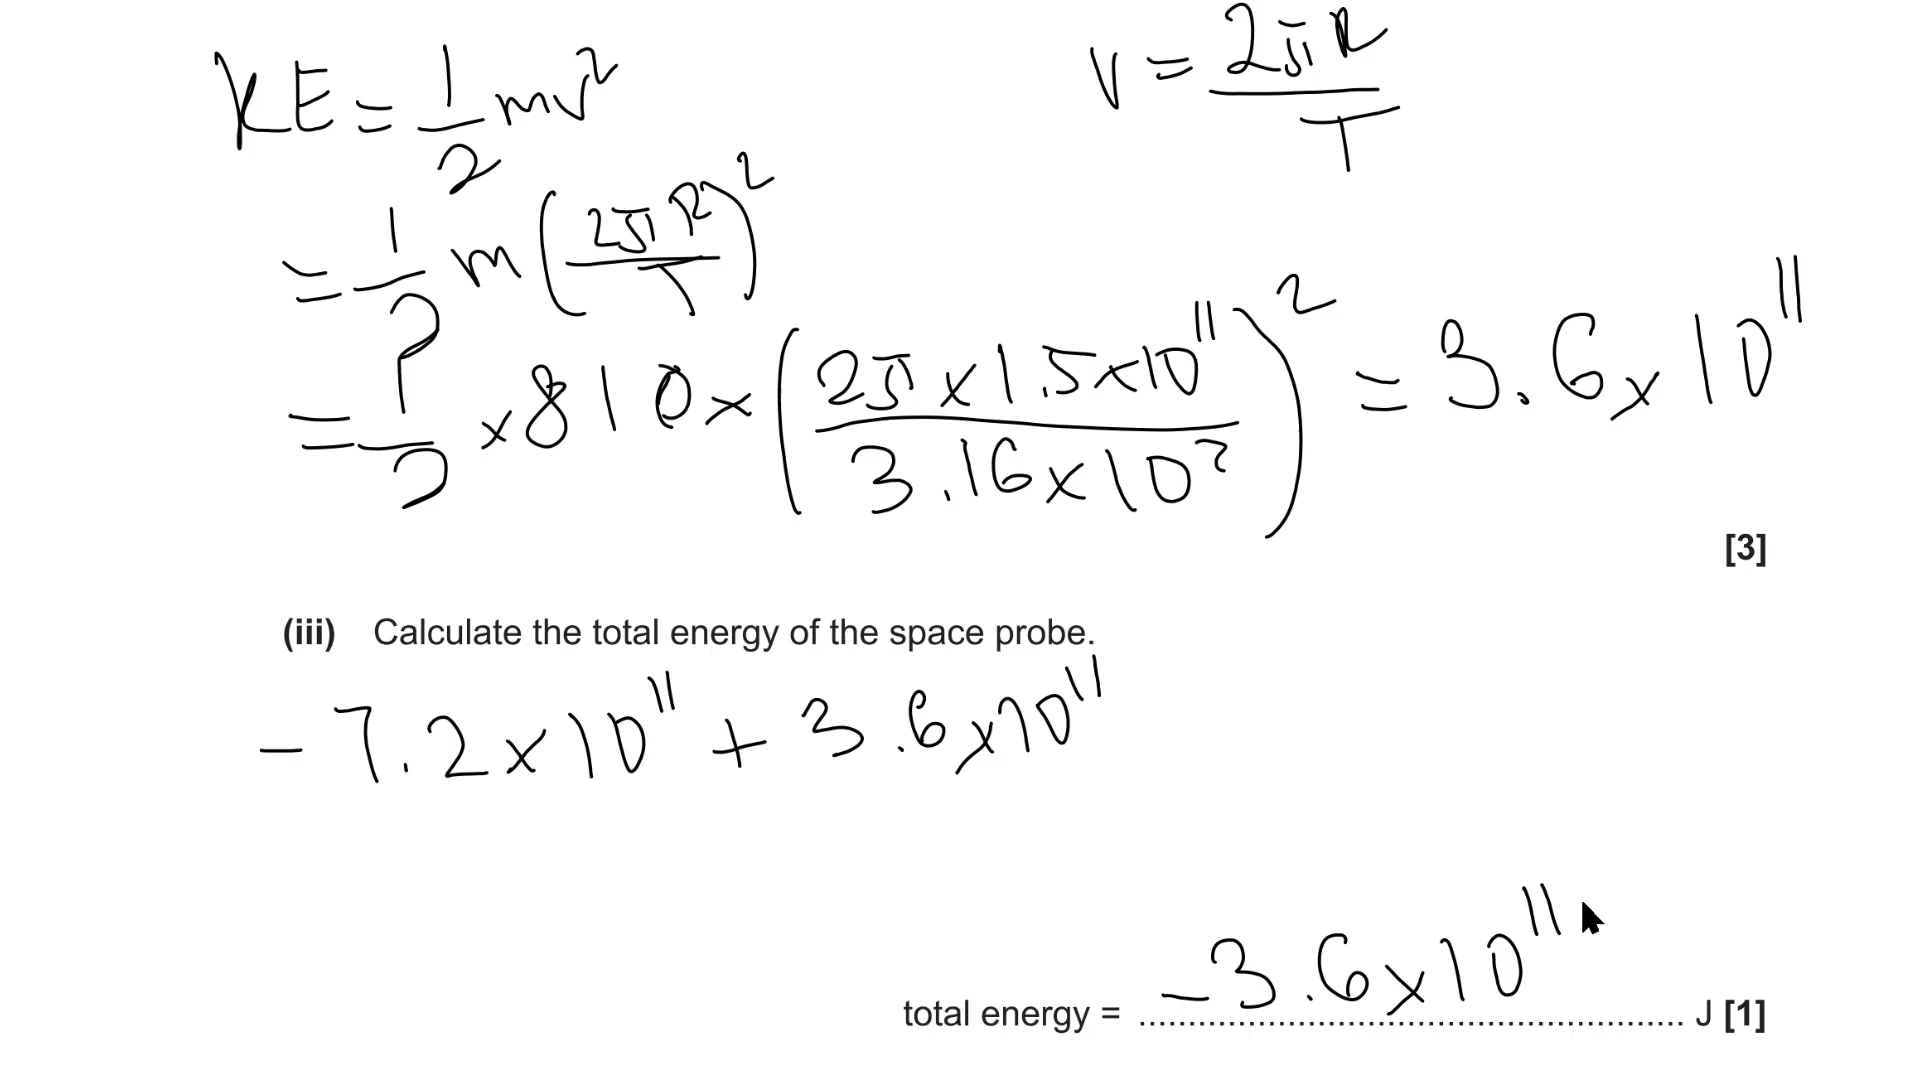 KE = 1/2 mv²
v = 2πR/T
= 1/2 m (2πR/T)²
= 1/2 × 810 × (2π × 1.5 × 10¹¹ / 3.16 × 10⁷)² = 3.6 × 10¹¹
[3]
(iii) Calculate the total energy of the space probe.
− 7.2 × 10¹¹ + 3.6 × 10¹¹
total energy = −3.6 × 10¹¹ J [1]